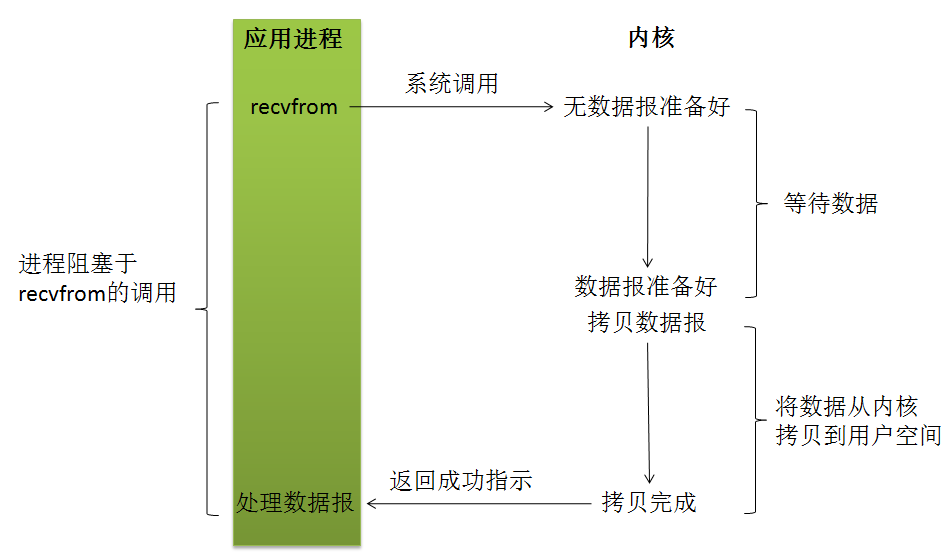 应用进程
内核
系统调用
recvfrom
无数据报准备好
等待数据
进程阻塞于
recvfrom的调用
数据报准备好
拷贝数据报
将数据从内核
拷贝到用户空间
返回成功指示
处理数据报
拷贝完成